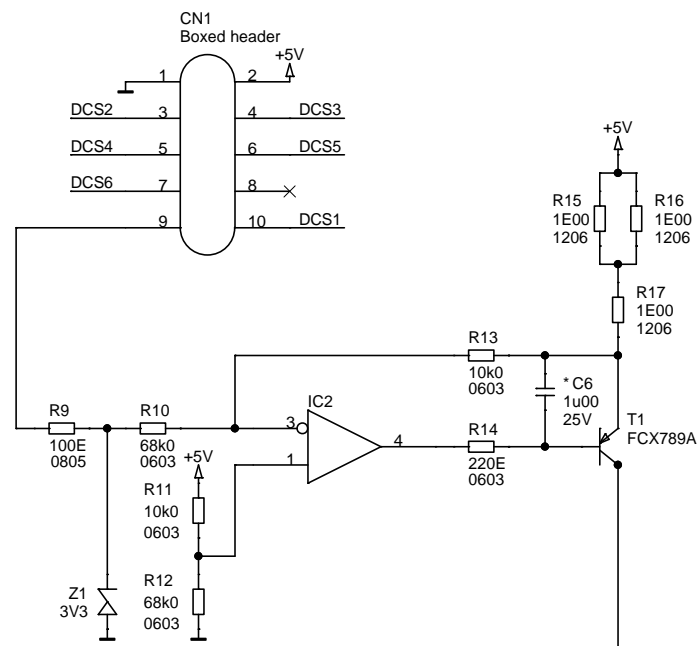 CN1
Boxed header
+5V
1 2
DCS2 3 4 DCS3
DCS4 5 6 DCS5
DCS6 7 8
9 10 DCS1
+5V
R15
1E00
1206
R16
1E00
1206
R17
1E00
1206
R13
10k0
0603
* C6
1u00
25V
T1
FCX789A
R9
100E
0805
R10
68k0
0603
IC2
3
1
4
R14
220E
0603
+5V
R11
10k0
0603
R12
68k0
0603
Z1
3V3